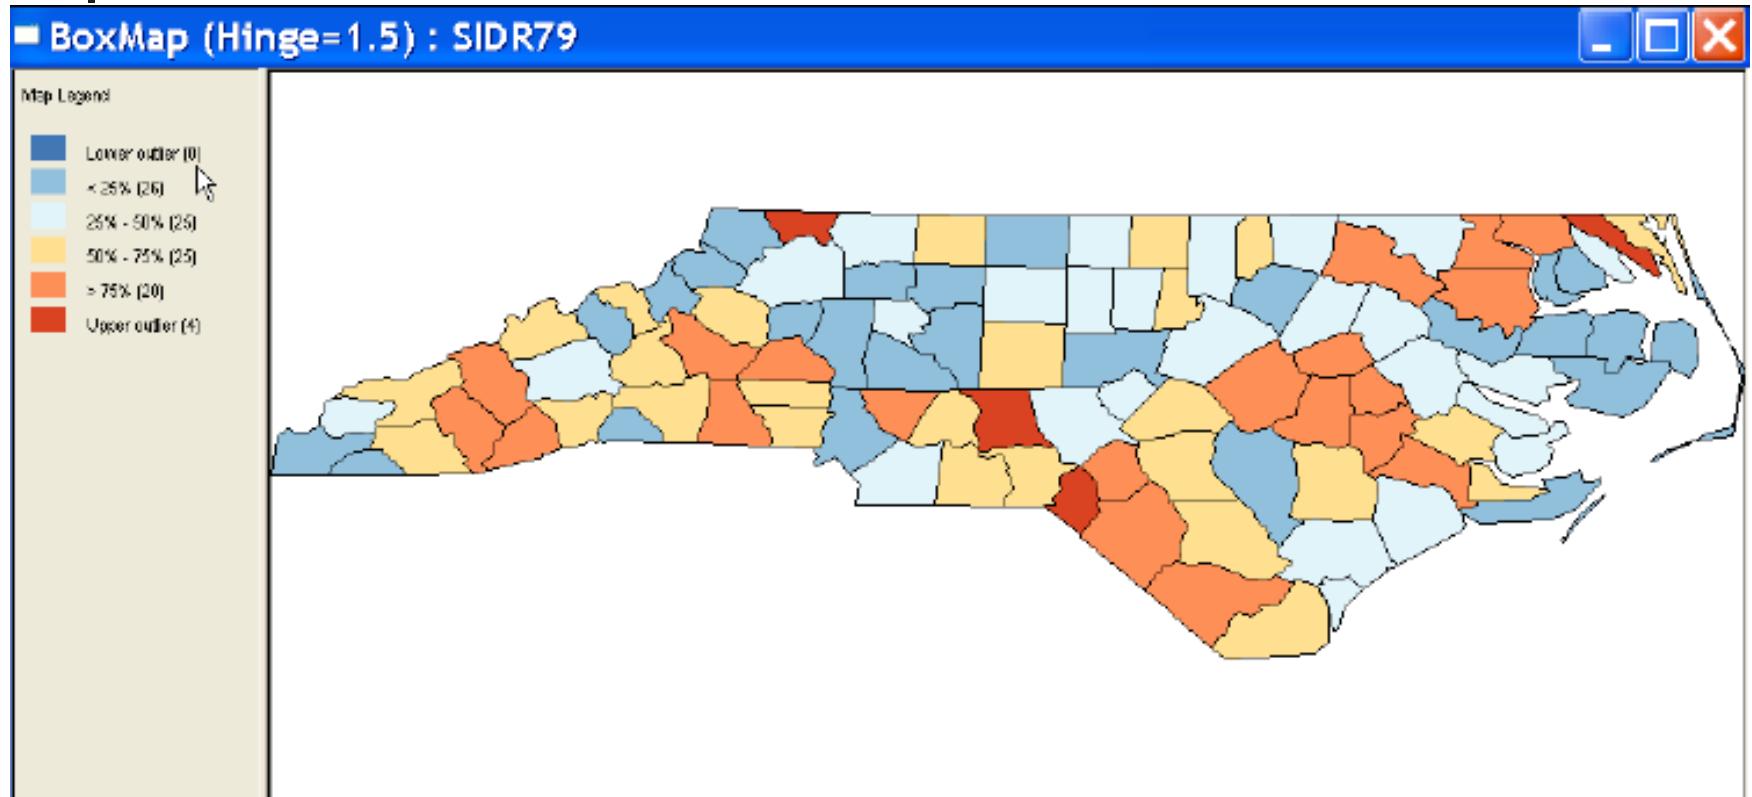 BoxMap (Hinge=1.5) : SIDR79
Map Legend
Lower outlier (0)
< 25% (26)
25% - 50% (25)
50% - 75% (25)
> 75% (20)
Upper outlier (4)